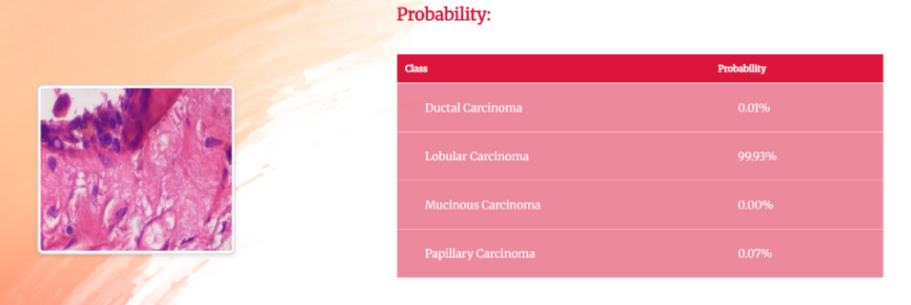 Probability:
Class Probability
Ductal Carcinoma 0.01%
Lobular Carcinoma 99.93%
Mucinous Carcinoma 0.00%
Papillary Carcinoma 0.07%